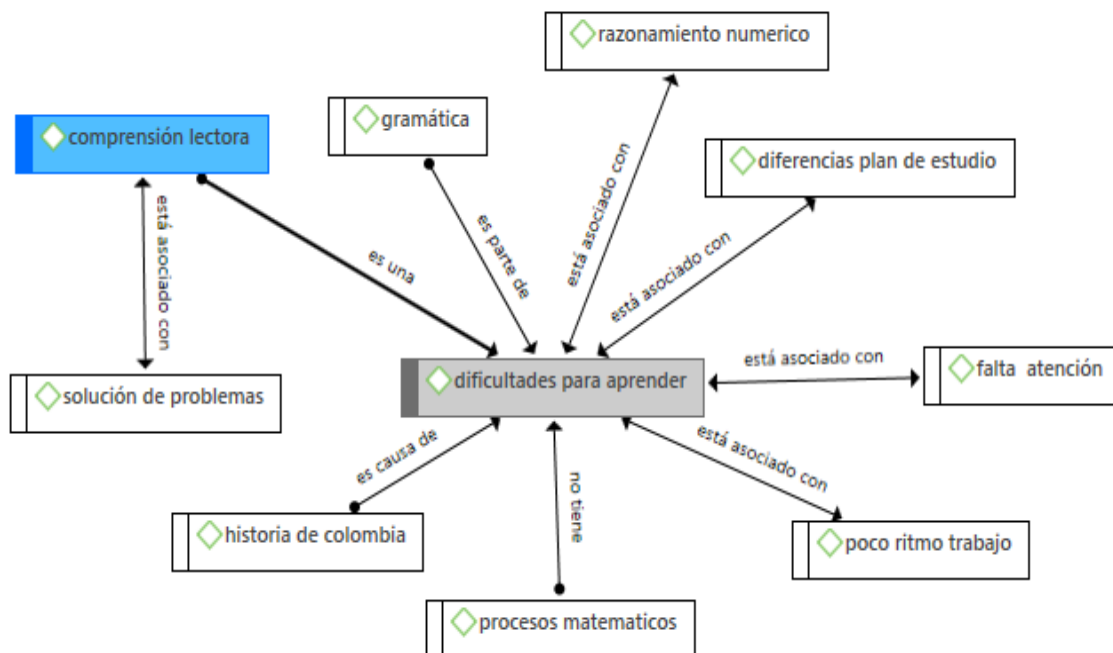 razonamiento numerico
gramática
comprensión lectora
diferencias plan de estudio
está asociado con
es una
es parte de
está asociado con
está asociado con
dificultades para aprender
está asociado con
falta atención
solución de problemas
es causa de
no tiene
está asociado con
historia de colombia
poco ritmo trabajo
procesos matematicos